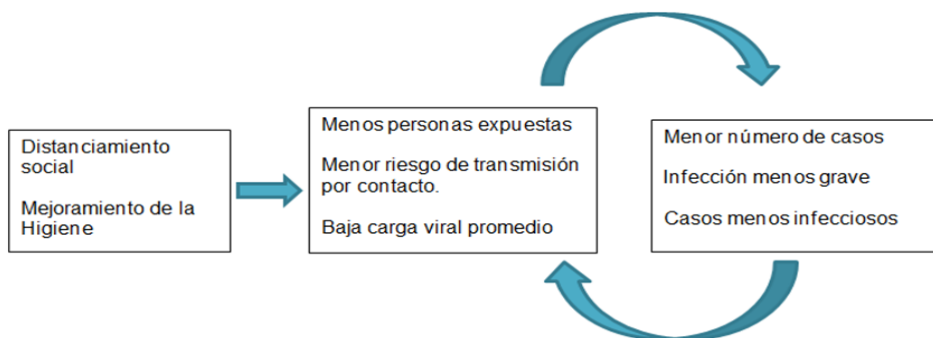 Distanciamiento
social
Mejoramiento de la
Higiene
Menos personas expuestas
Menor riesgo de transmisión
por contacto.
Baja carga viral promedio
Menor número de casos
Infección menos grave
Casos menos infecciosos